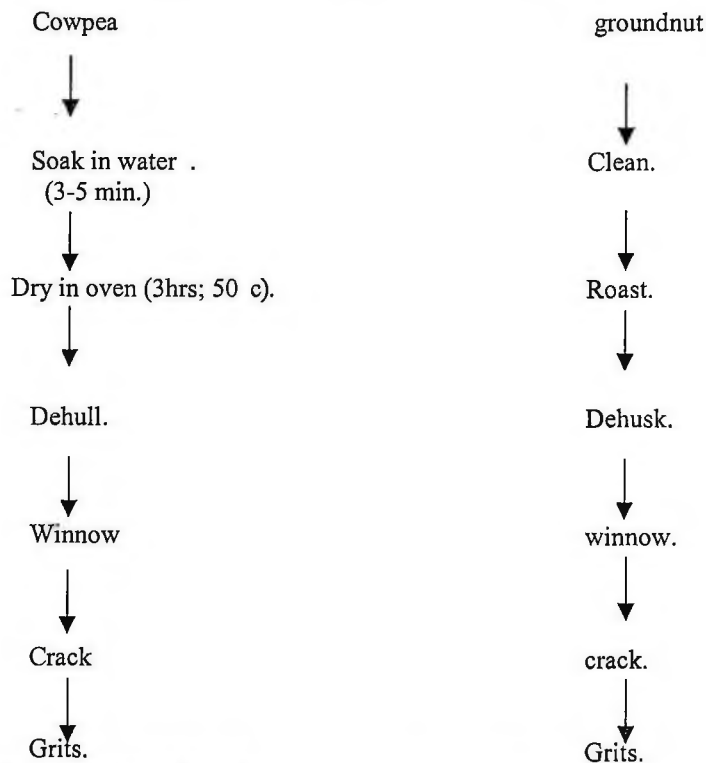 Cowpea
Soak in water .
(3-5 min.)
Dry in oven (3hrs; 50 c).
Dehull.
Winnow
Crack
Grits.
groundnut
Clean.
Roast.
Dehusk.
winnow.
crack.
Grits.